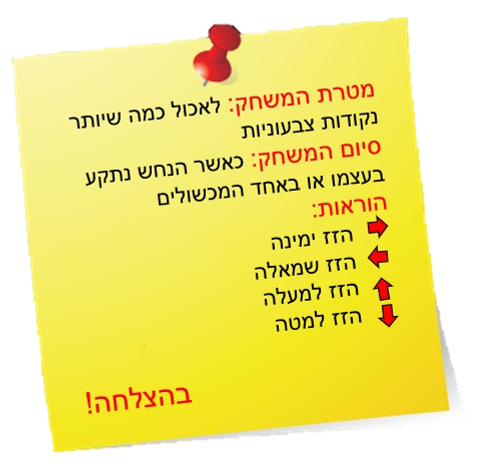 מטרת המשחק: לאכול כמה שיותר
נקודות צבעוניות
סיום המשחק: כאשר הנחש נתקע
בעצמו או באחד המכשולים
הוראות:
הזז ימינה
הזז שמאלה
הזז למעלה
הזז למטה
בהצלחה!